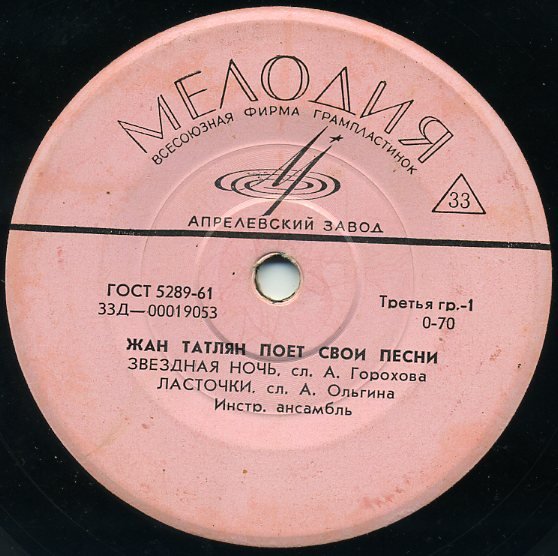 МЕЛОДИЯ
ВСЕСОЮЗНАЯ ФИРМА ГРАМПЛАСТИНОК
33
АПРЕЛЕВСКИЙ ЗАВОД
ГОСТ 5289-61
33Д—00019053
Третья гр.-1
0-70
ЖАН ТАТЛЯН ПОЕТ СВОИ ПЕСНИ
ЗВЕЗДНАЯ НОЧЬ, сл. А. Горохова
ЛАСТОЧКИ, сл. А. Ольгина
Инстр. ансамбль